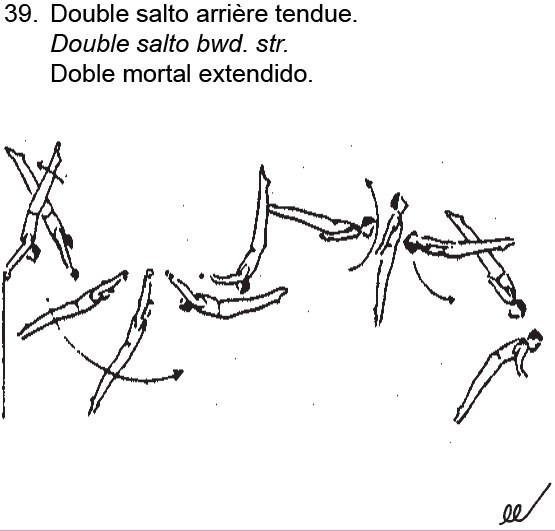 39. Double salto arrière tendue.
Double salto bwd. str.
Doble mortal extendido.